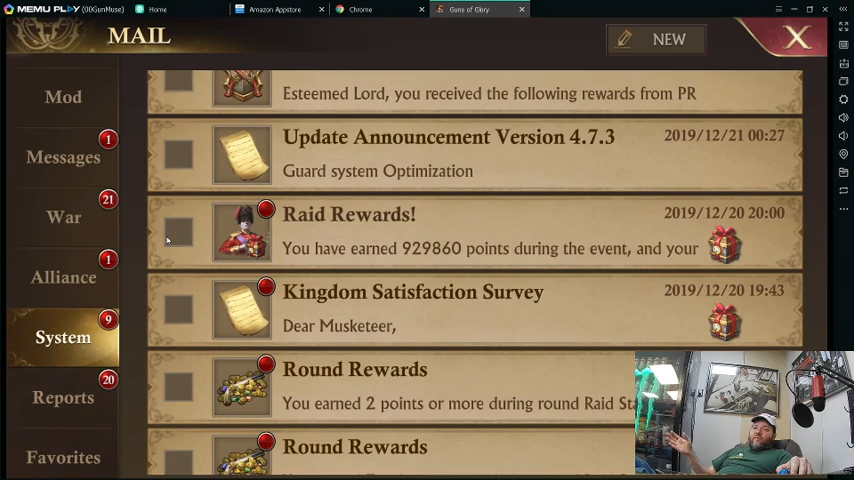 MEMU PLAY (00GunMuse)
Home
Amazon Appstore
Chrome
Guns of Glory
MAIL
NEW
Mod
Messages
1
War
21
Alliance
1
System
9
Reports
20
Favorites
Esteemed Lord, you received the following rewards from PR
Update Announcement Version 4.7.3
2019/12/21 00:27
Guard system Optimization
Raid Rewards!
2019/12/20 20:00
You have earned 929860 points during the event, and your
Kingdom Satisfaction Survey
2019/12/20 19:43
Dear Musketeer,
Round Rewards
You earned 2 points or more during round Raid
Round Rewards